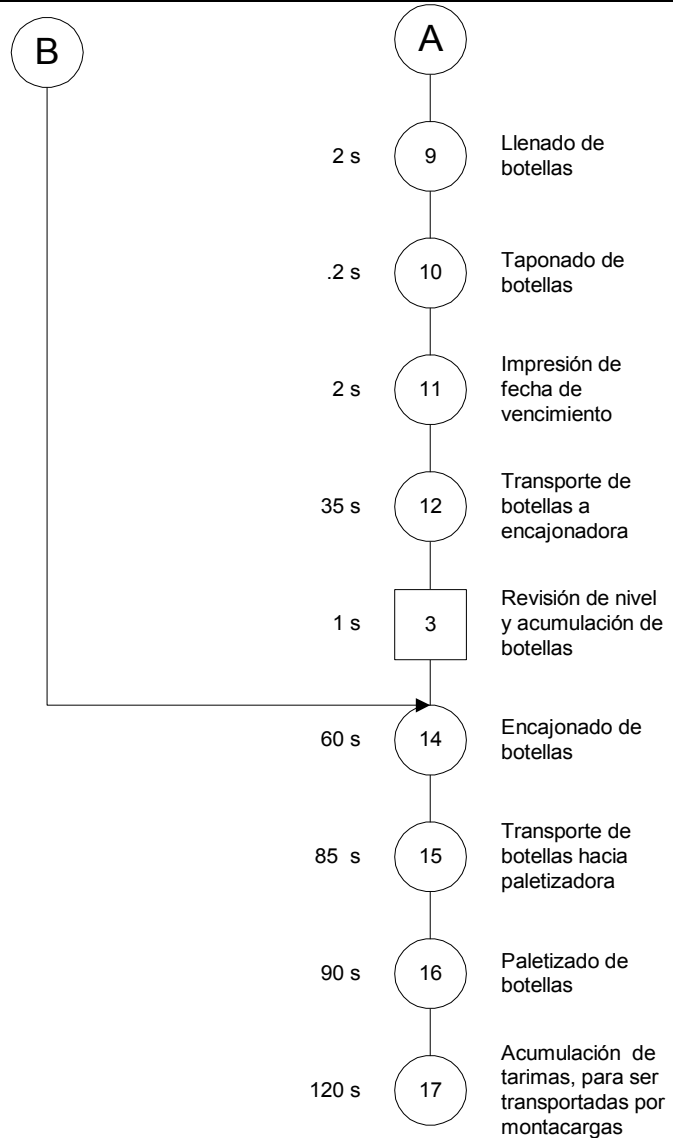 B
A
2 s
9
Llenado de
botellas
.2 s
10
Taponado de
botellas
2 s
11
Impresión de
fecha de
vencimiento
35 s
12
Transporte de
botellas a
encajonadora
1 s
3
Revisión de nivel
y acumulación de
botellas
60 s
14
Encajonado de
botellas
85 s
15
Transporte de
botellas hacia
paletizadora
90 s
16
Paletizado de
botellas
120 s
17
Acumulación de
tarimas, para ser
transportadas por
montacargas